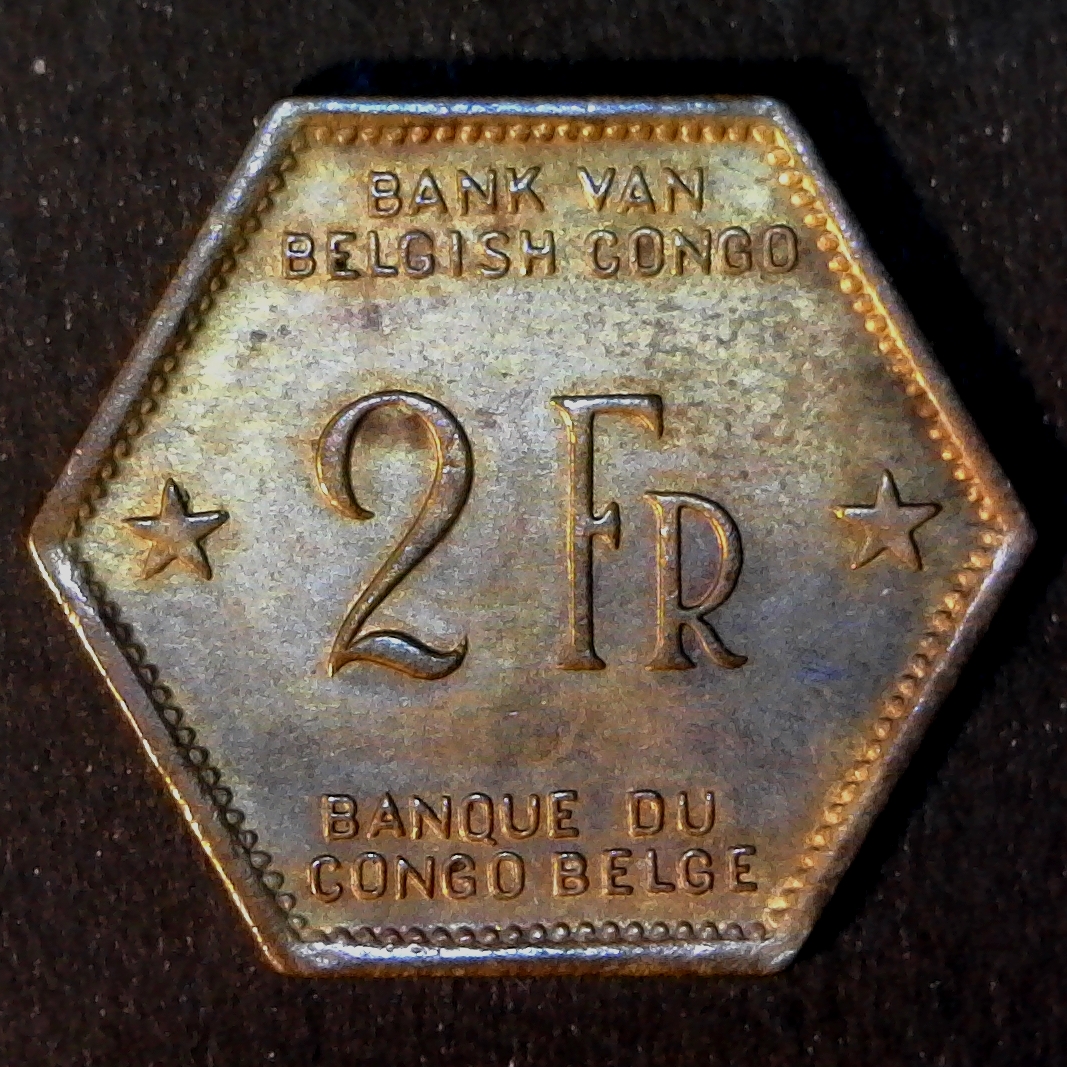 BANK VAN
BELGISH CONGO
2 FR
BANQUE DU
CONGO BELGE